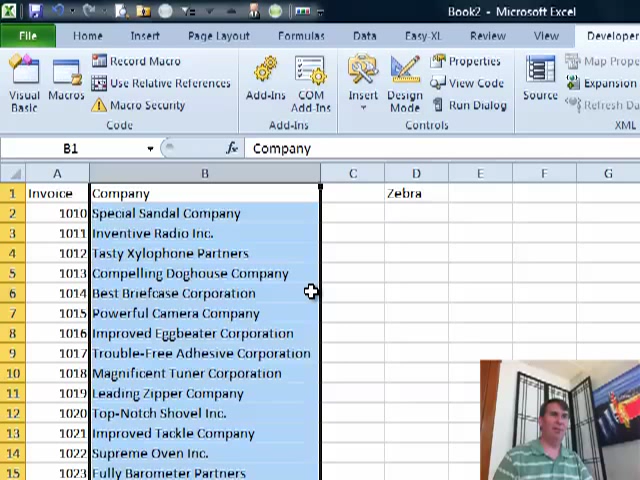 Book2 - Microsoft Excel
File Home Insert Page Layout Formulas Data Easy-XL Review View Developer
Visual Basic
Macros
Record Macro
Use Relative References
Macro Security
Code
Add-Ins
COM Add-Ins
Add-Ins
Insert
Design Mode
Properties
View Code
Run Dialog
Controls
Source
Map Prope
Expansion
Refresh Da
XML
B1 fx Company
A B C D E F G
1 Invoice Company Zebra
2 1010 Special Sandal Company
3 1011 Inventive Radio Inc.
4 1012 Tasty Xylophone Partners
5 1013 Compelling Doghouse Company
6 1014 Best Briefcase Corporation
7 1015 Powerful Camera Company
8 1016 Improved Eggbeater Corporation
9 1017 Trouble-Free Adhesive Corporation
10 1018 Magnificent Tuner Corporation
11 1019 Leading Zipper Company
12 1020 Top-Notch Shovel Inc.
13 1021 Improved Tackle Company
14 1022 Supreme Oven Inc.
15 1023 Fully Barometer Partners